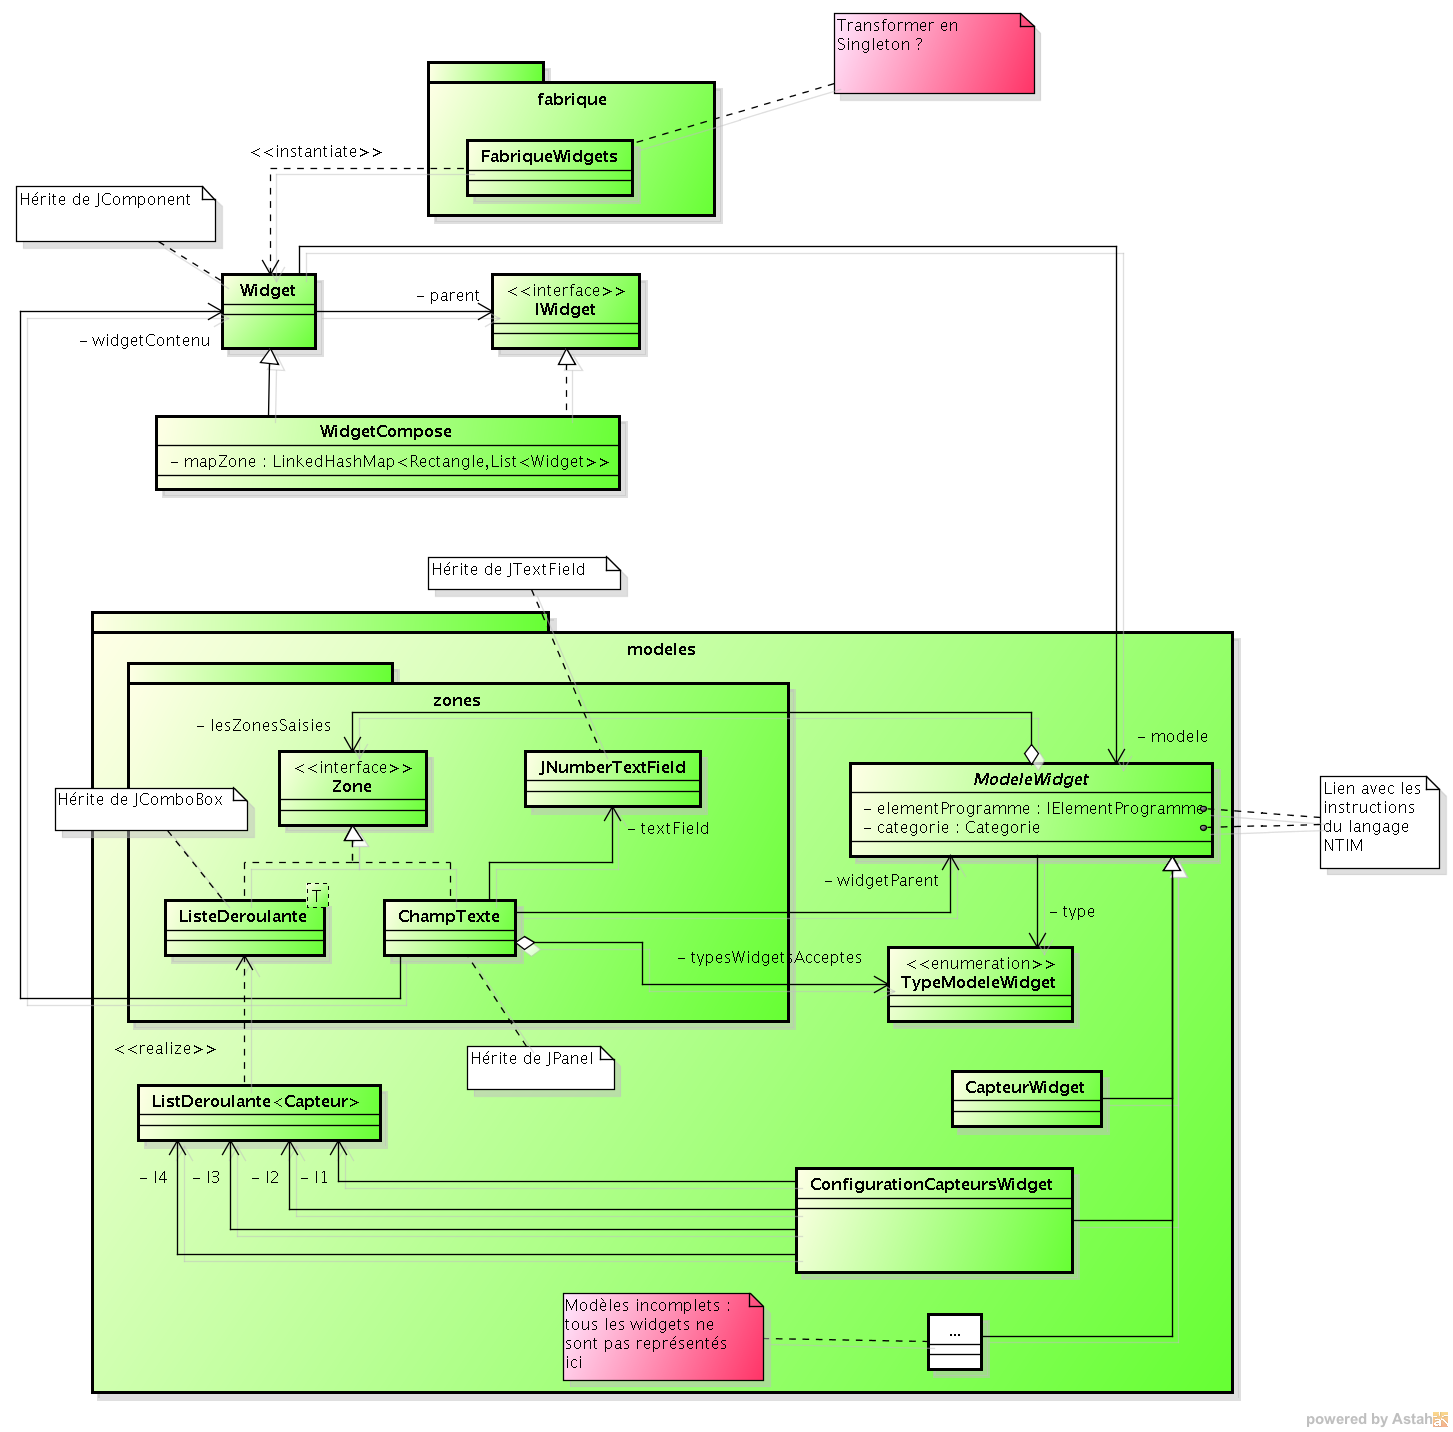 Transformer en
Singleton ?
fabrique
FabriqueWidgets
<<instantiate>>
Hérite de JComponent
Widget
- parent
<<interface>>
IWidget
- widgetContenu
WidgetCompose
- mapZone : LinkedHashMap<Rectangle,List<Widget>>
Hérite de JTextField
modeles
zones
- lesZonesSaisies
- modele
<<interface>>
Zone
JNumberTextField
ModeleWidget
- elementProgramme : IElementProgramme
- categorie : Categorie
Lien avec les
instructions
du langage
NTIM
Hérite de JComboBox
- textField
- widgetParent
T
ListeDeroulante
ChampTexte
- type
- typesWidgetsAcceptes
<<enumeration>>
TypeModeleWidget
<<realize>>
Hérite de JPanel
CapteurWidget
ListDeroulante<Capteur>
- l4
- l3
- l2
- l1
ConfigurationCapteursWidget
Modèles incomplets :
tous les widgets ne
sont pas représentés
ici
...
powered by Astah